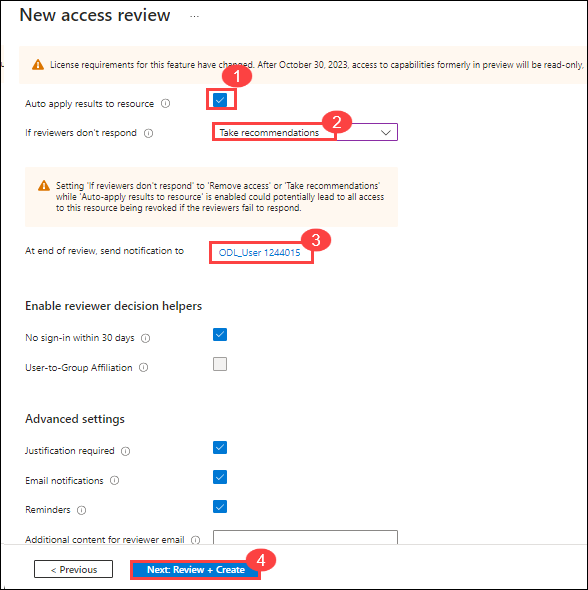 New access review ...
License requirements for this feature have changed. After October 30, 2023, access to capabilities formerly in preview will be read-only,
1
Auto apply results to resource
2
If reviewers don't respond Take recommendations
Setting 'If reviewers don't respond' to 'Remove access' or 'Take recommendations'
while 'Auto-apply results to resource' is enabled could potentially lead to all access
to this resource being revoked if the reviewers fail to respond.
3
At end of review, send notification to ODL_User 1244015
Enable reviewer decision helpers
No sign-in within 30 days
User-to-Group Affiliation
Advanced settings
Justification required
Email notifications
Reminders
Additional content for reviewer email
4
< Previous Next: Review + Create